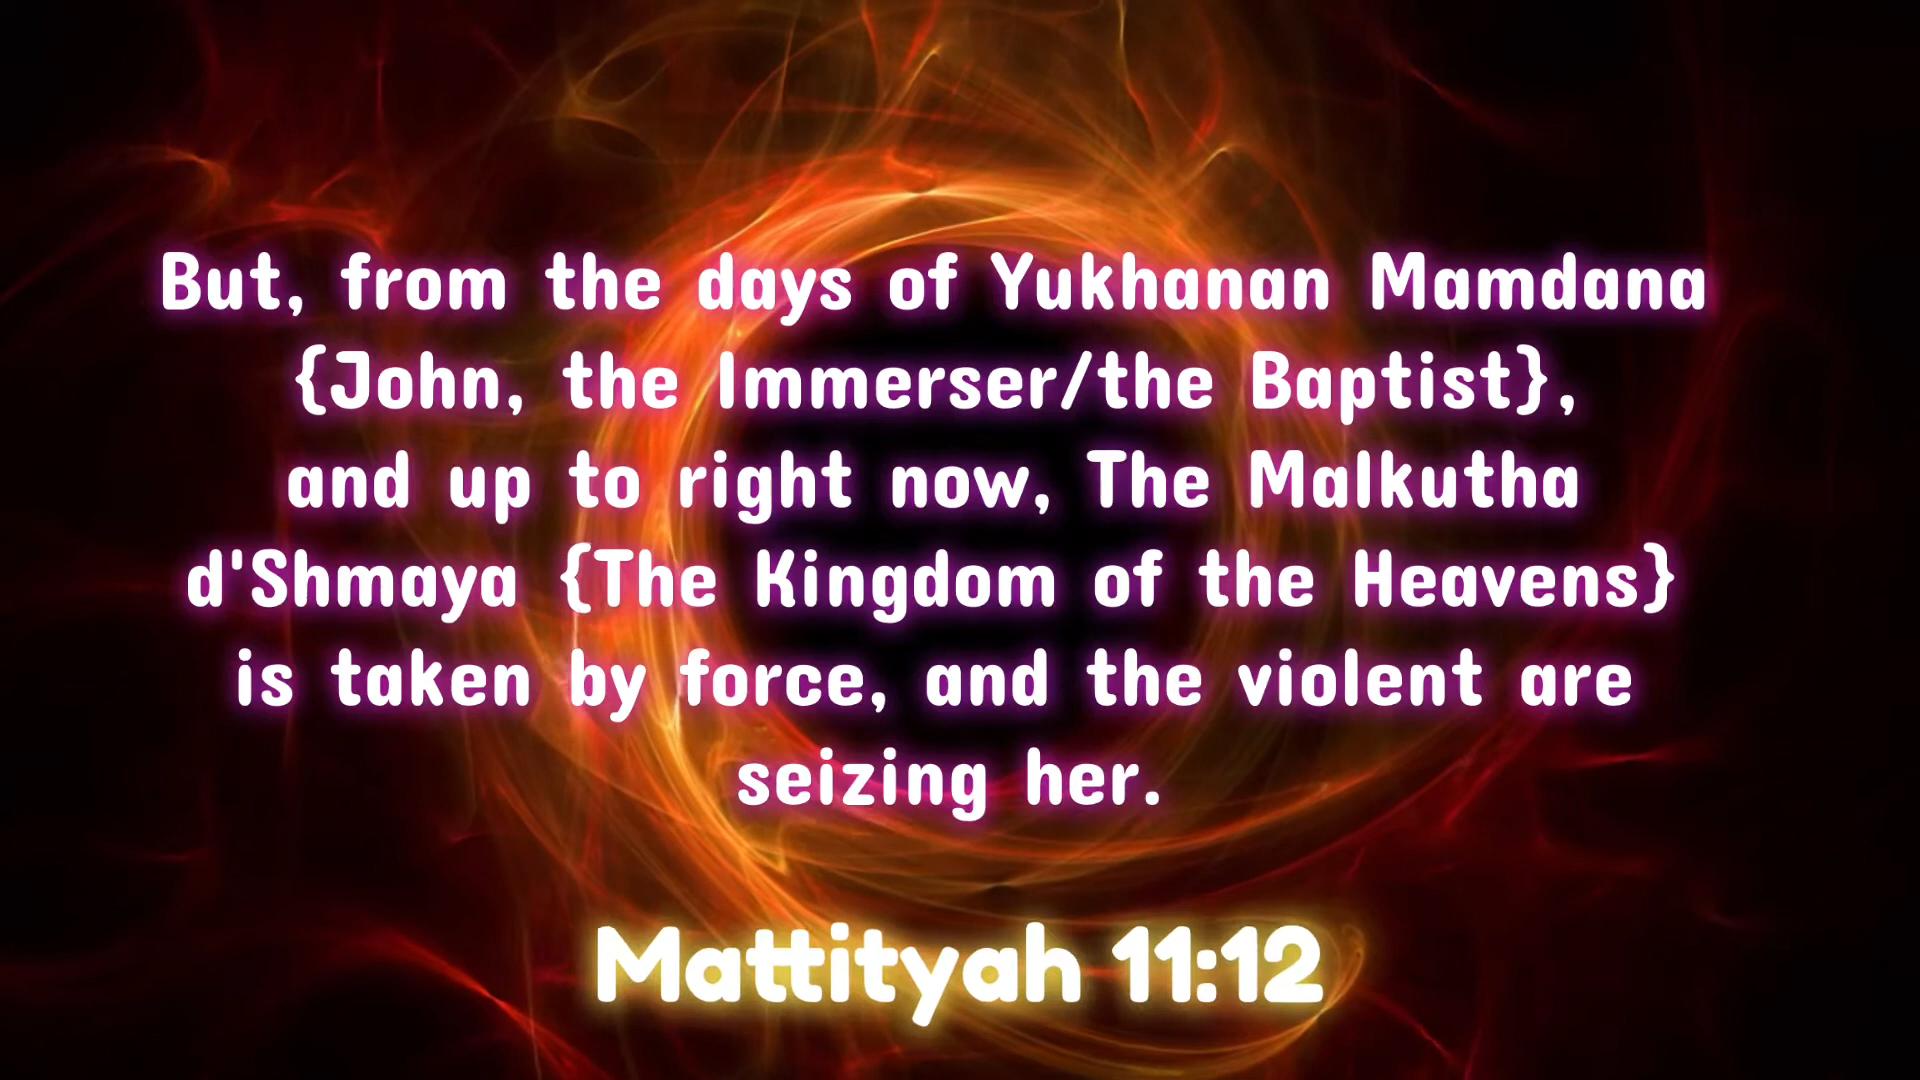 But, from the days of Yukhanan Mamdana
{John, the Immerser/the Baptist},
and up to right now, The Malkutha
d'Shmaya {The Kingdom of the Heavens}
is taken by force, and the violent are
seizing her.
Mattityah 11:12